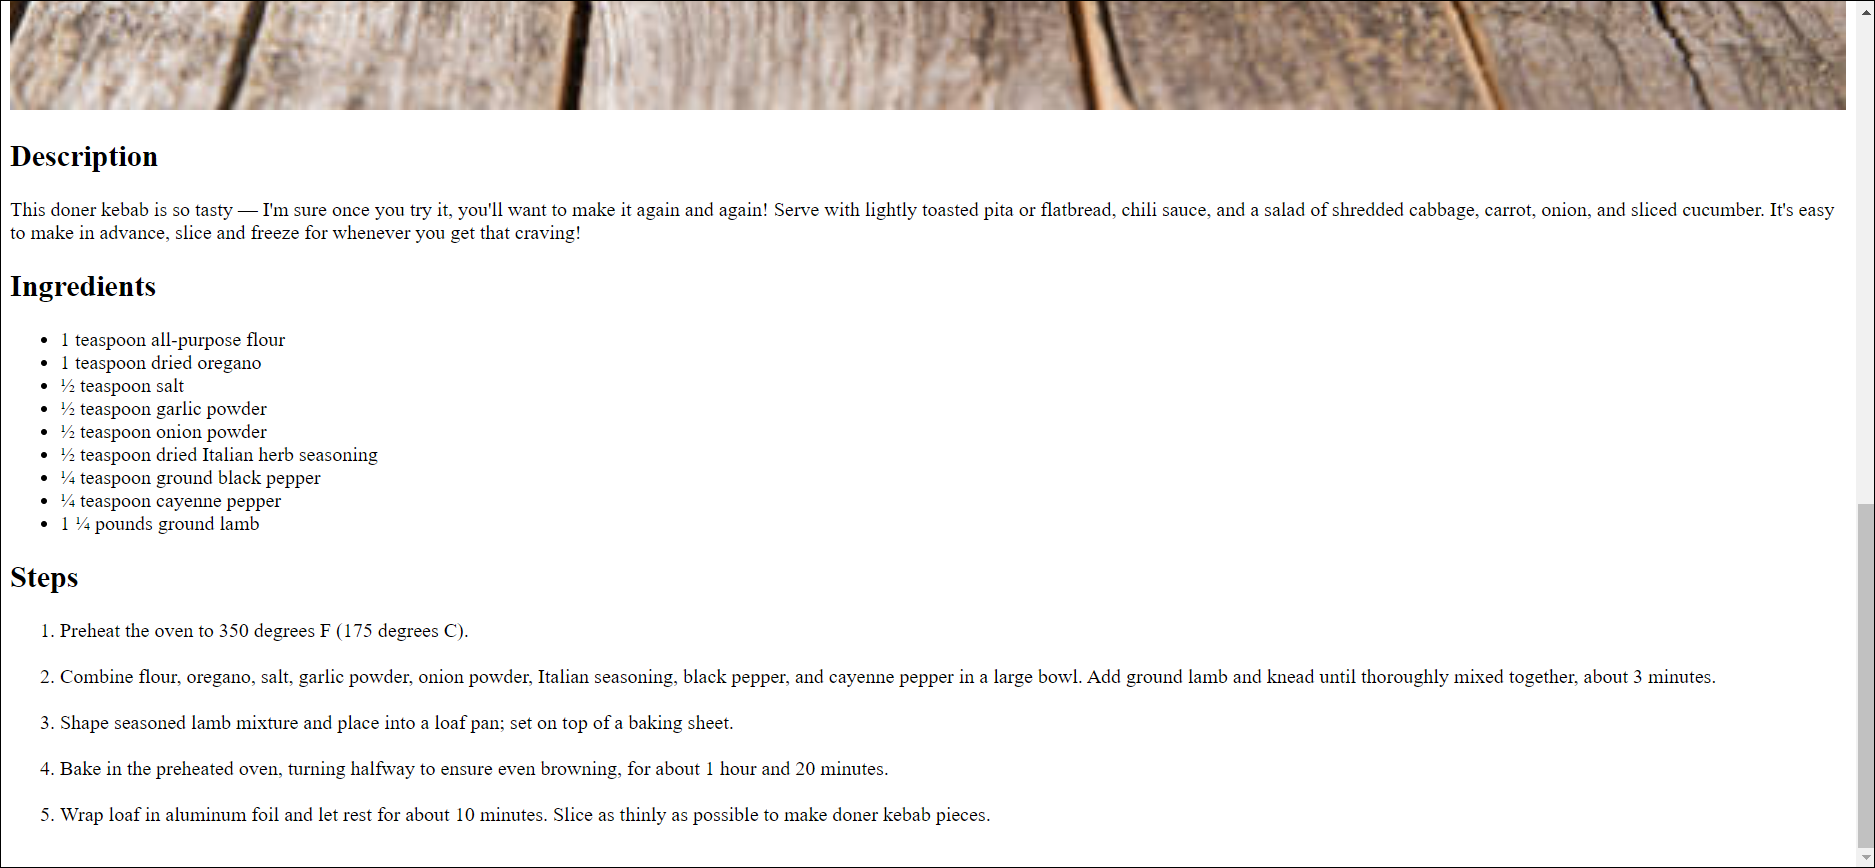 Description
This doner kebab is so tasty — I'm sure once you try it, you'll want to make it again and again! Serve with lightly toasted pita or flatbread, chili sauce, and a salad of shredded cabbage, carrot, onion, and sliced cucumber. It's easy
to make in advance, slice and freeze for whenever you get that craving!
Ingredients
• 1 teaspoon all-purpose flour
• 1 teaspoon dried oregano
• ½ teaspoon salt
• ½ teaspoon garlic powder
• ½ teaspoon onion powder
• ½ teaspoon dried Italian herb seasoning
• ¼ teaspoon ground black pepper
• ¼ teaspoon cayenne pepper
• 1 ¼ pounds ground lamb
Steps
1. Preheat the oven to 350 degrees F (175 degrees C).
2. Combine flour, oregano, salt, garlic powder, onion powder, Italian seasoning, black pepper, and cayenne pepper in a large bowl. Add ground lamb and knead until thoroughly mixed together, about 3 minutes.
3. Shape seasoned lamb mixture and place into a loaf pan; set on top of a baking sheet.
4. Bake in the preheated oven, turning halfway to ensure even browning, for about 1 hour and 20 minutes.
5. Wrap loaf in aluminum foil and let rest for about 10 minutes. Slice as thinly as possible to make doner kebab pieces.